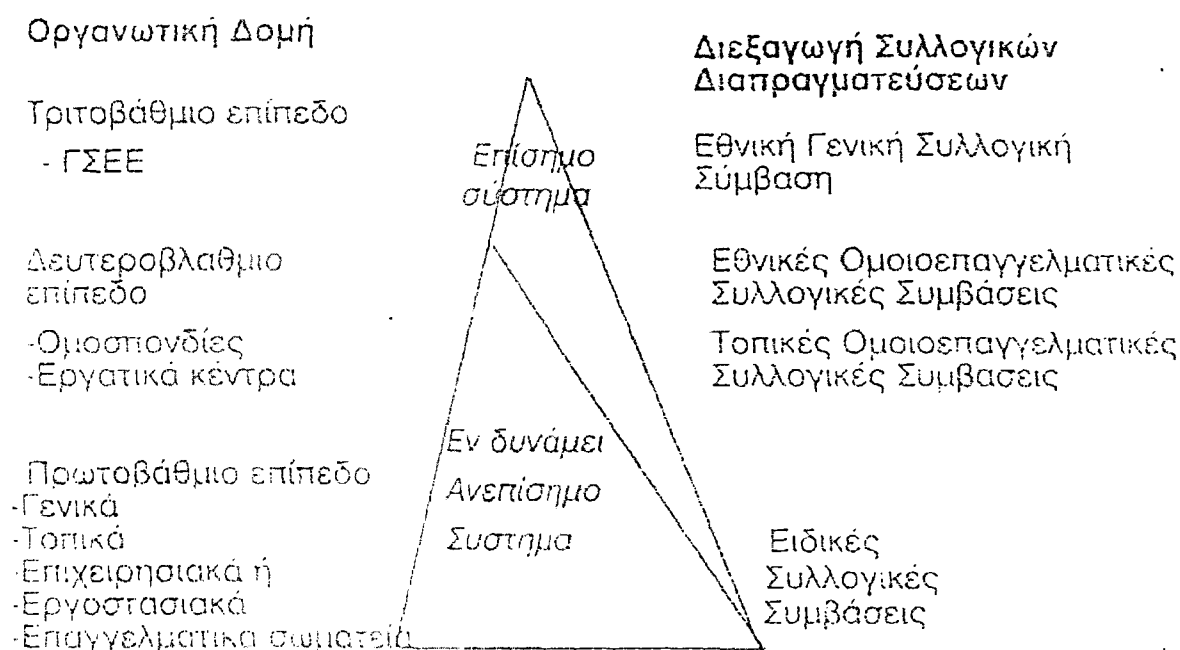 Οργανωτική Δομή
Τριτοβάθμιο επίπεδο
- ΓΣΕΕ
Δευτεροβλαθμιο
επίπεδο
-Ομοσπονδίες
-Εργατικά κέντρα
Πρωτοβάθμιο επίπεδο
-Γενικά
-Τοπικά
-Επιχειρησιακά ή
-Εργοστασιακά
-Επαγγελματικα σωματεία
Επίσημο
σύστημα
Εν δυνάμει
Ανεπίσημο
Συστημα
Διεξαγωγή Συλλογικών
Διαπραγματεύσεων
Εθνική Γενική Συλλογική
Σύμβαση
Εθνικές Ομοιοεπαγγελματικές
Συλλογικές Συμβάσεις
Τοπικές Ομοιοεπαγγελματικές
Συλλογικές Συμβασεις
Ειδικές
Συλλογικές
Συμβάσεις